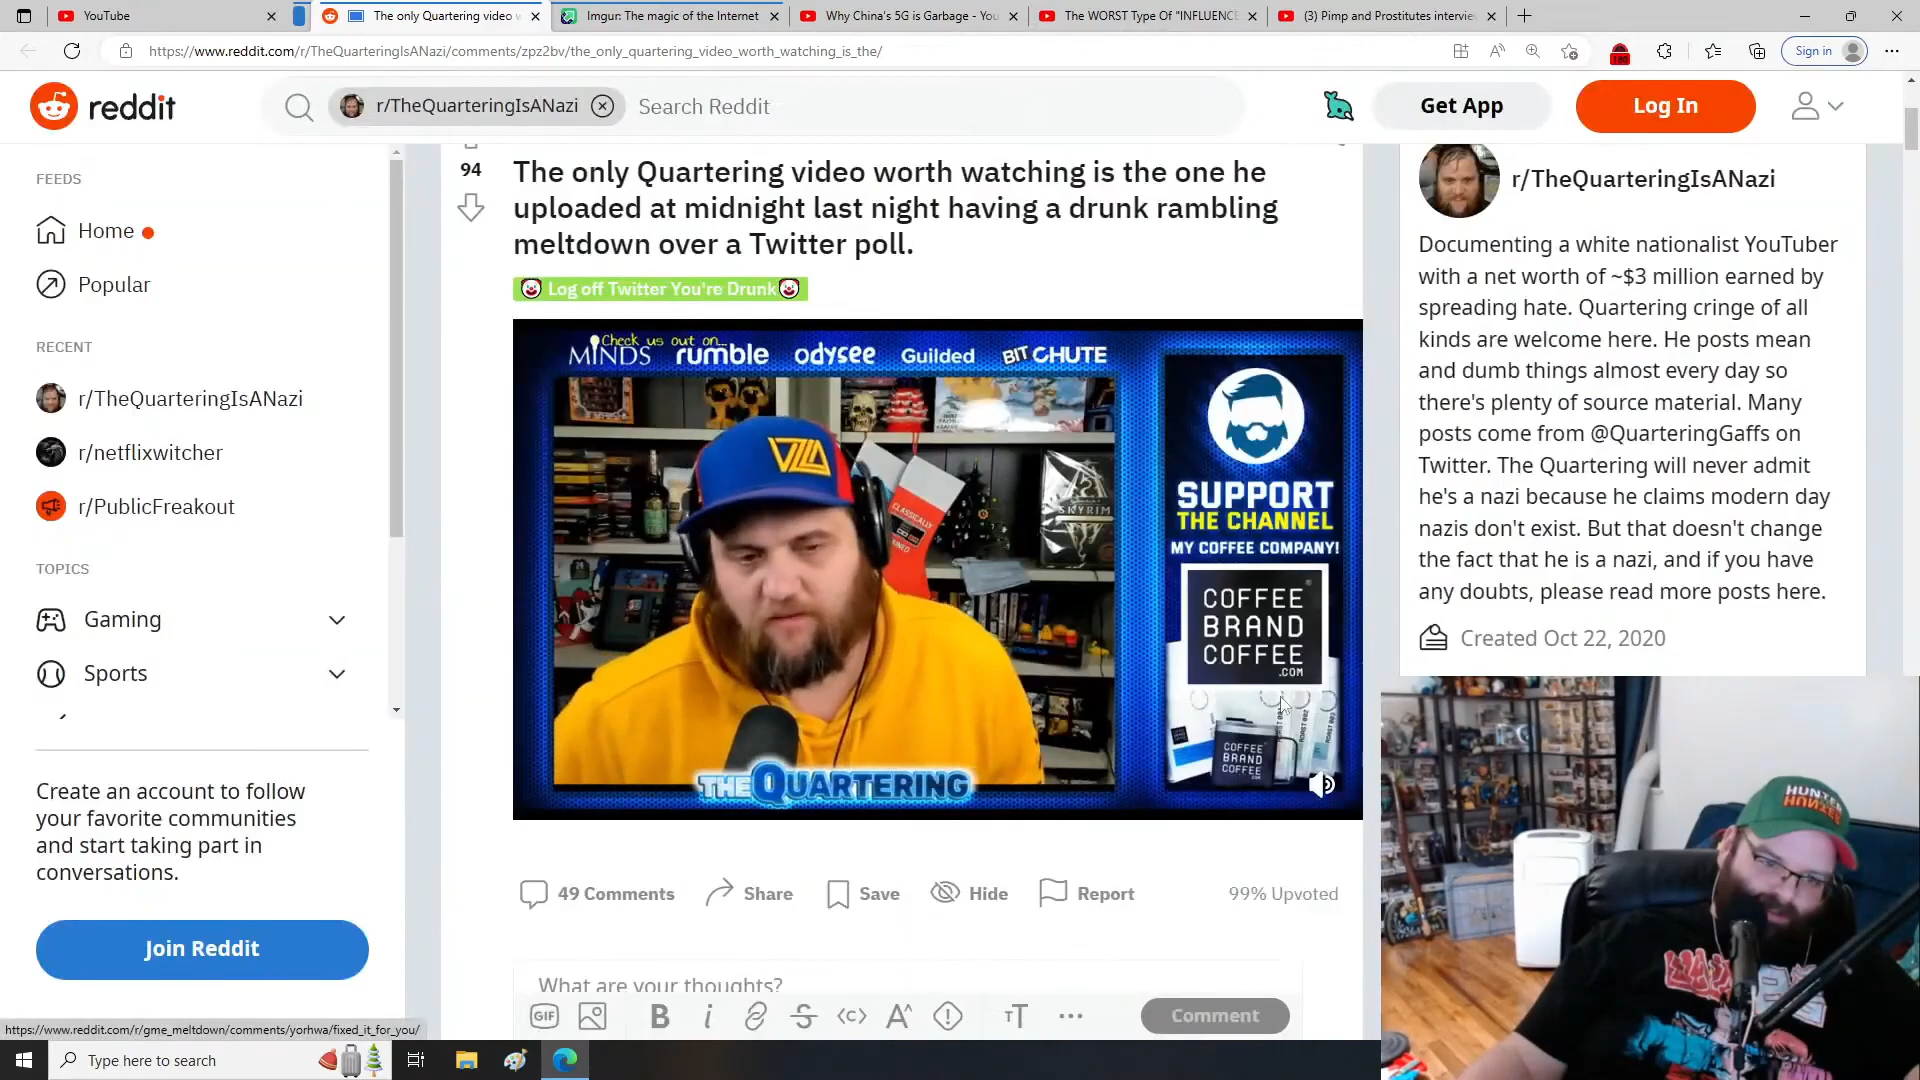 YouTube
The only Quartering video w
Imgur: The magic of the Internet
Why China's 5G is Garbage - You
The WORST Type Of "INFLUENCE
(3) Pimp and Prostitutes intervie
https://www.reddit.com/r/TheQuarteringIsANazi/comments/zpz2bv/the_only_quartering_video_worth_watching_is_the/
180
Sign in
reddit
r/TheQuarteringIsANazi
Search Reddit
Get App
Log In
FEEDS
Home
Popular
RECENT
r/TheQuarteringIsANazi
r/netflixwitcher
r/PublicFreakout
TOPICS
Gaming
Sports
Create an account to follow
your favorite communities
and start taking part in
conversations.
Join Reddit
94
The only Quartering video worth watching is the one he
uploaded at midnight last night having a drunk rambling
meltdown over a Twitter poll.
Log off Twitter You're Drunk
Check us out on...
MINDS rumble odysee Guilded BITCHUTE
CLASSICALLY
SKYRIM
SUPPORT
THE CHANNEL
MY COFFEE COMPANY!
COFFEE
BRAND
COFFEE
.COM
COFFEE
BRAND
COFFEE
THEQUARTERING
49 Comments
Share
Save
Hide
Report
99% Upvoted
What are your thoughts?
GIF
B
i
Comment
r/TheQuarteringIsANazi
Documenting a white nationalist YouTuber
with a net worth of ~$3 million earned by
spreading hate. Quartering cringe of all
kinds are welcome here. He posts mean
and dumb things almost every day so
there's plenty of source material. Many
posts come from @QuarteringGaffs on
Twitter. The Quartering will never admit
he's a nazi because he claims modern day
nazis don't exist. But that doesn't change
the fact that he is a nazi, and if you have
any doubts, please read more posts here.
Created Oct 22, 2020
HUNTER
HUNTER
https://www.reddit.com/r/gme_meltdown/comments/yorhwa/fixed_it_for_you/
Type here to search